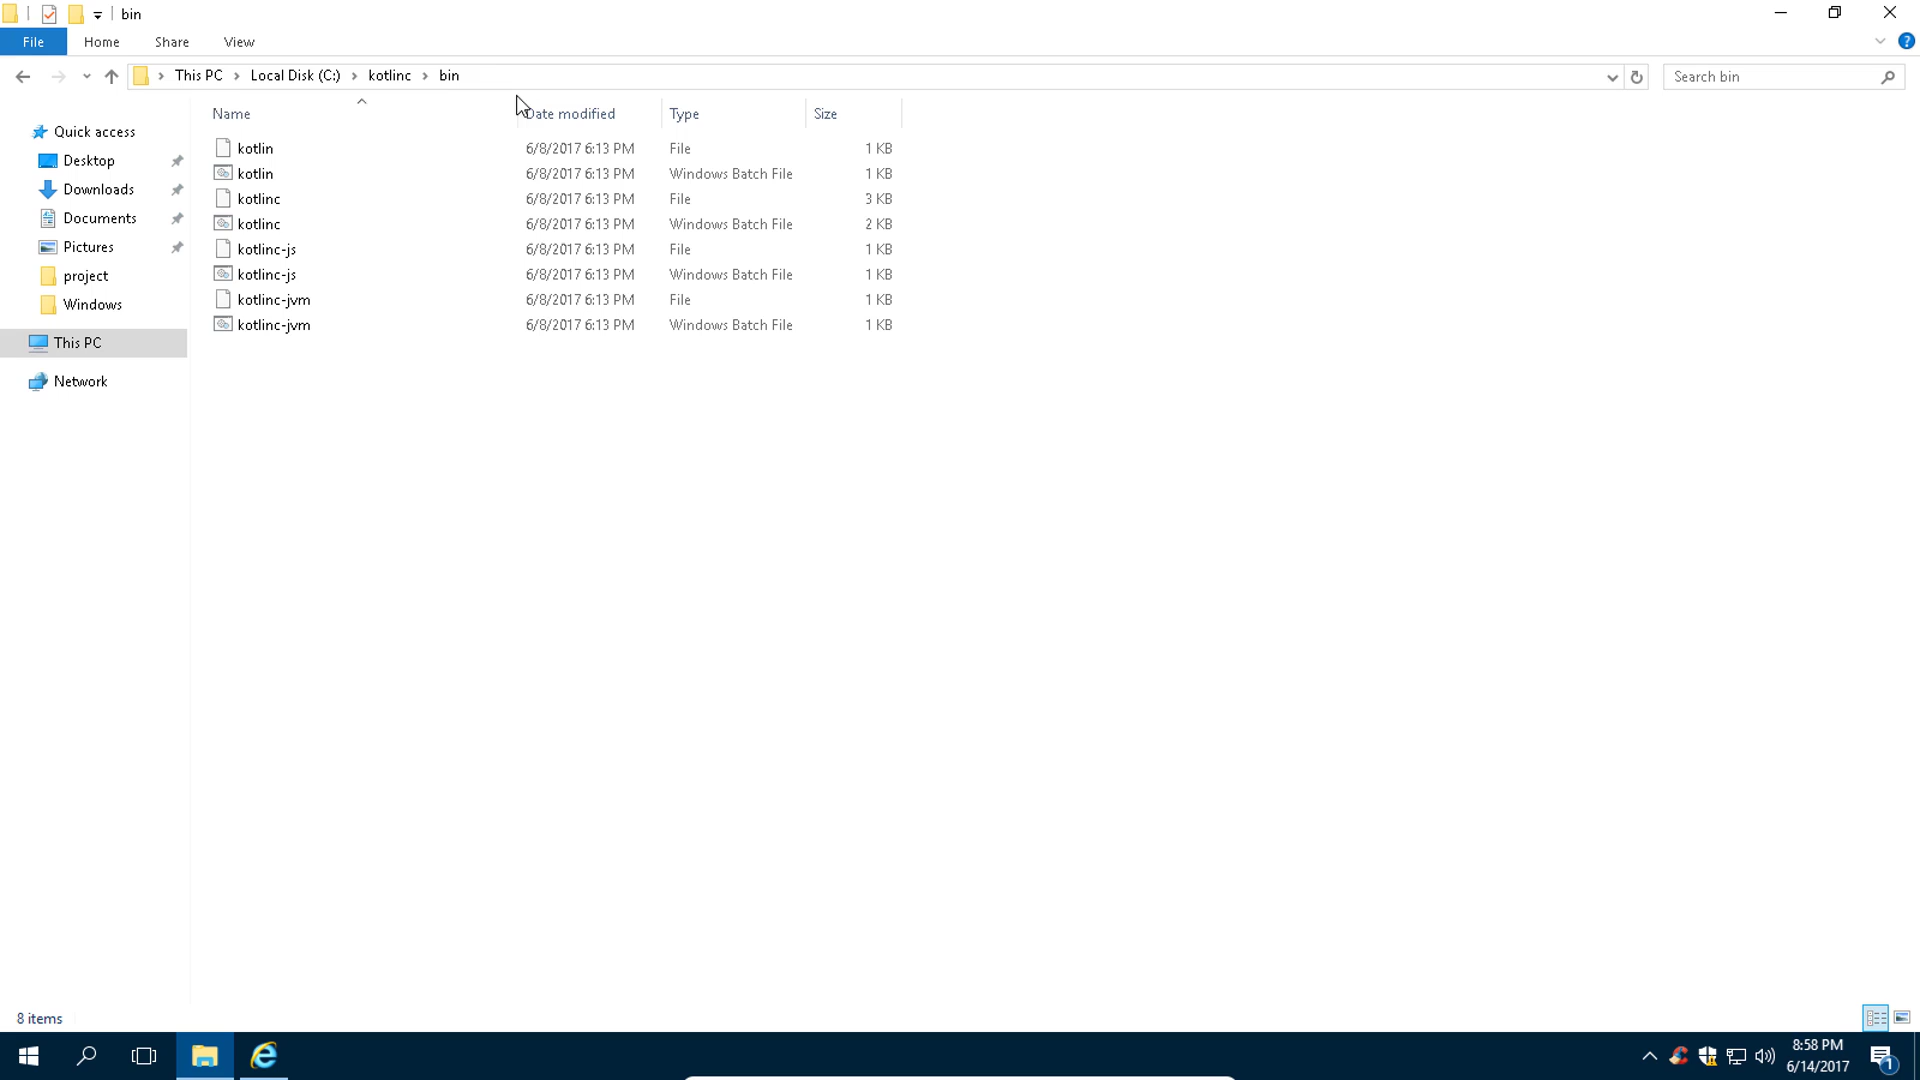 bin
File Home Share View
This PC Local Disk (C:) kotlinc bin
Search bin
Name Date modified Type Size
Quick access
Desktop
Downloads
Documents
Pictures
project
Windows
This PC
Network
kotlin 6/8/2017 6:13 PM File 1 KB
kotlin 6/8/2017 6:13 PM Windows Batch File 1 KB
kotlinc 6/8/2017 6:13 PM File 3 KB
kotlinc 6/8/2017 6:13 PM Windows Batch File 2 KB
kotlinc-js 6/8/2017 6:13 PM File 1 KB
kotlinc-js 6/8/2017 6:13 PM Windows Batch File 1 KB
kotlinc-jvm 6/8/2017 6:13 PM File 1 KB
kotlinc-jvm 6/8/2017 6:13 PM Windows Batch File 1 KB
8 items
8:58 PM
6/14/2017
1